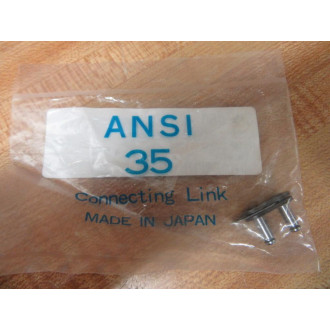 ANSI
35
Connecting Link
MADE IN JAPAN